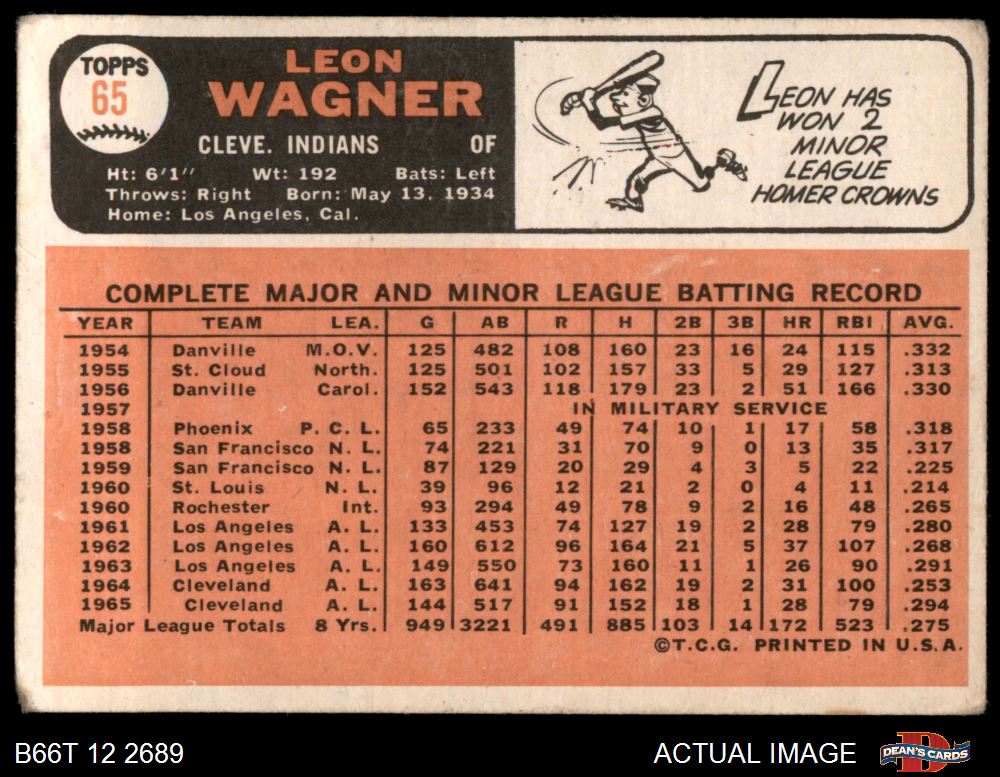 TOPPS
65
LEON
WAGNER
CLEVE. INDIANS OF
Ht: 6'1" Wt: 192 Bats: Left
Throws: Right Born: May 13, 1934
Home: Los Angeles, Cal.
LEON HAS
WON 2
MINOR
LEAGUE
HOMER CROWNS
COMPLETE MAJOR AND MINOR LEAGUE BATTING RECORD
YEAR TEAM LEA. G AB R H 2B 3B HR RBI AVG.
1954 Danville M.O.V. 125 482 108 160 23 16 24 115 .332
1955 St. Cloud North. 125 501 102 157 33 5 29 127 .313
1956 Danville Carol. 152 543 118 179 23 2 51 166 .330
1957 IN MILITARY SERVICE
1958 Phoenix P. C. L. 65 233 49 74 10 1 17 58 .318
1958 San Francisco N. L. 74 221 31 70 9 0 13 35 .317
1959 San Francisco N. L. 87 129 20 29 4 3 5 22 .225
1960 St. Louis N. L. 39 96 12 21 2 0 4 11 .214
1960 Rochester Int. 93 294 49 78 9 2 16 48 .265
1961 Los Angeles A. L. 133 453 74 127 19 2 28 79 .280
1962 Los Angeles A. L. 160 612 96 164 21 5 37 107 .268
1963 Los Angeles A. L. 149 550 73 160 11 1 26 90 .291
1964 Cleveland A. L. 163 641 94 162 19 2 31 100 .253
1965 Cleveland A. L. 144 517 91 152 18 1 28 79 .294
Major League Totals 8 Yrs. 949 3221 491 885 103 14 172 523 .275
©T.C.G. PRINTED IN U.S.A.
B66T 12 2689 ACTUAL IMAGE DEAN'S CARDS